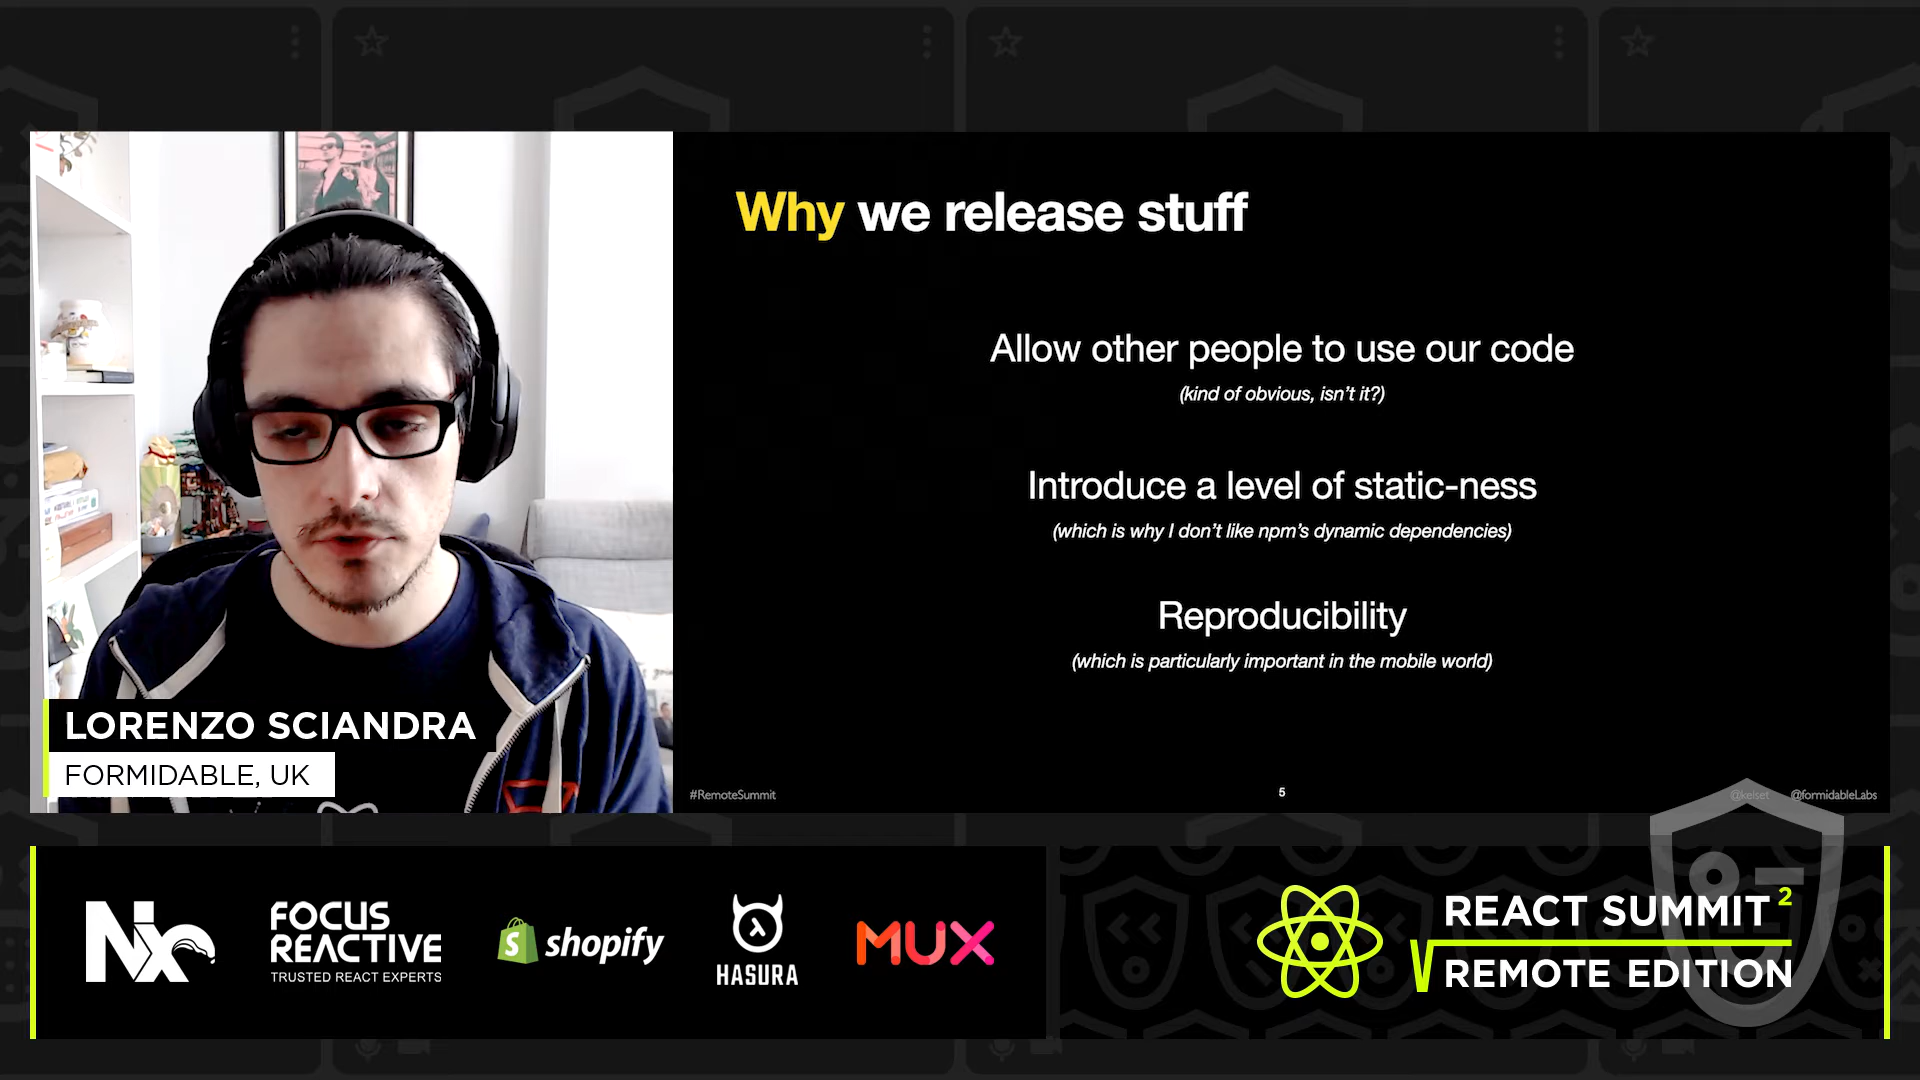 Why we release stuff
Allow other people to use our code
(kind of obvious, isn't it?)
Introduce a level of static-ness
(which is why I don't like npm's dynamic dependencies)
Reproducibility
(which is particularly important in the mobile world)
#RemoteSummit
5
@kelset @formidableLabs
LORENZO SCIANDRA
FORMIDABLE, UK
Nx
FOCUS
REACTIVE
TRUSTED REACT EXPERTS
shopify
HASURA
MUX
REACT SUMMIT 2
REMOTE EDITION